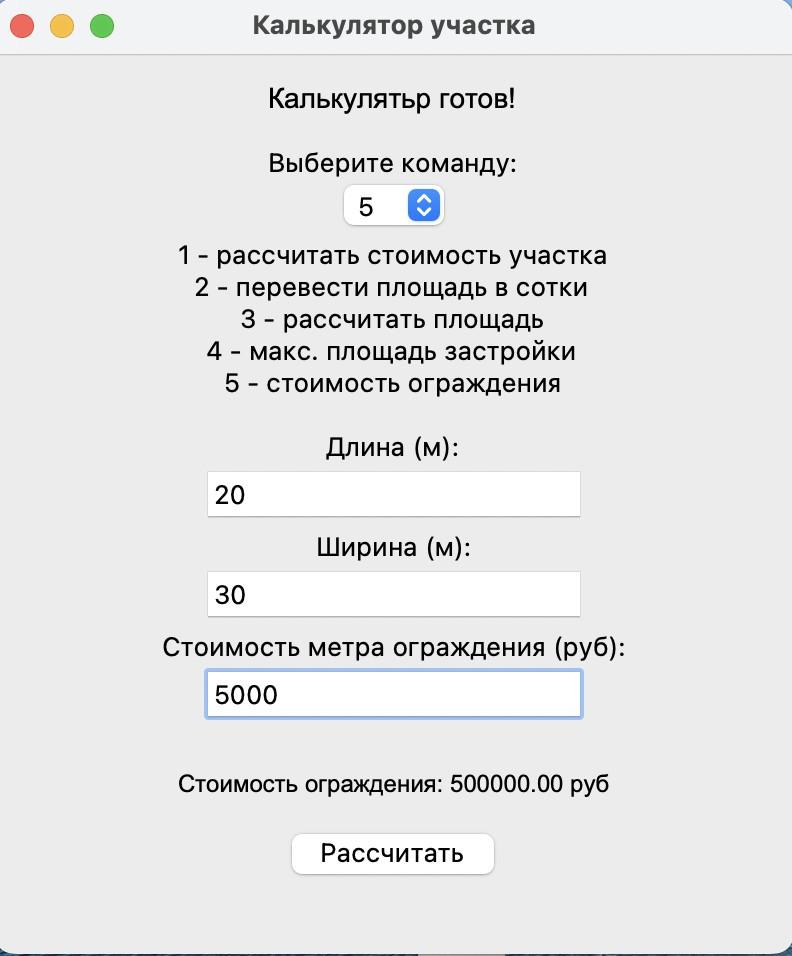 Калькулятор участка
Калькулятьр готов!
Выберите команду:
5
1 - рассчитать стоимость участка
2 - перевести площадь в сотки
3 - рассчитать площадь
4 - макс. площадь застройки
5 - стоимость ограждения
Длина (м):
20
Ширина (м):
30
Стоимость метра ограждения (руб):
5000
Стоимость ограждения: 500000.00 руб
Рассчитать